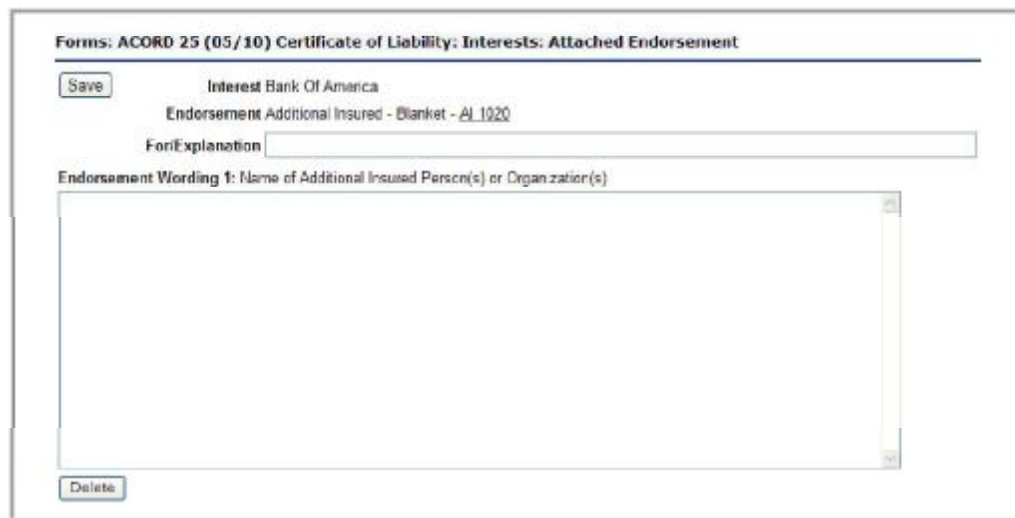 Forms: ACORD 25 (05/10) Certificate of Liability: Interests: Attached Endorsement
Save Interest Bank Of America
Endorsement Additional Insured - Blanket - AI 1020
For/Explanation
Endorsement Wording 1: Name of Additional Insured Person(s) or Organization(s)
Delete